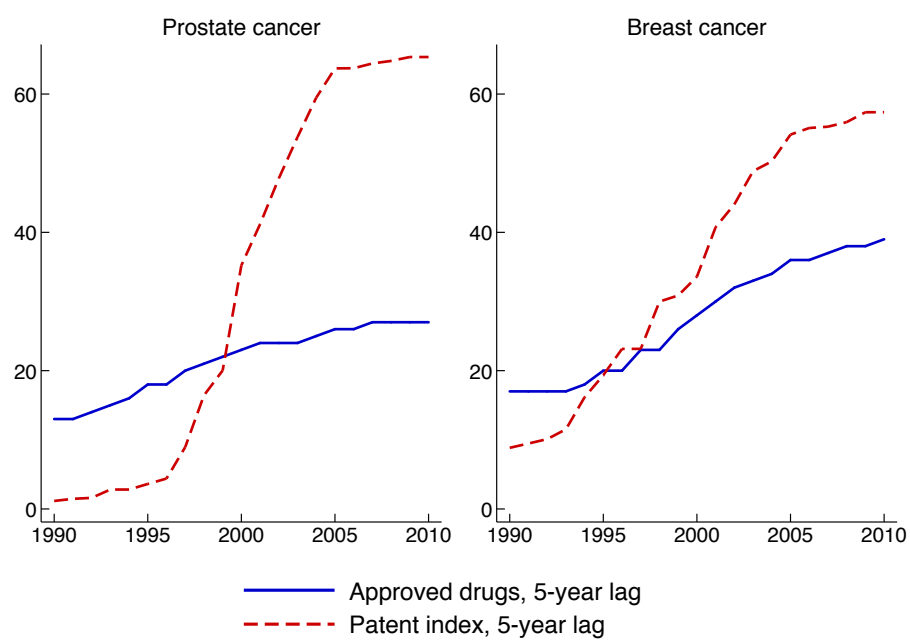 Prostate cancer
60
40
20
0
1990 1995 2000 2005 2010
Breast cancer
60
40
20
0
1990 1995 2000 2005 2010
Approved drugs, 5-year lag
Patent index, 5-year lag